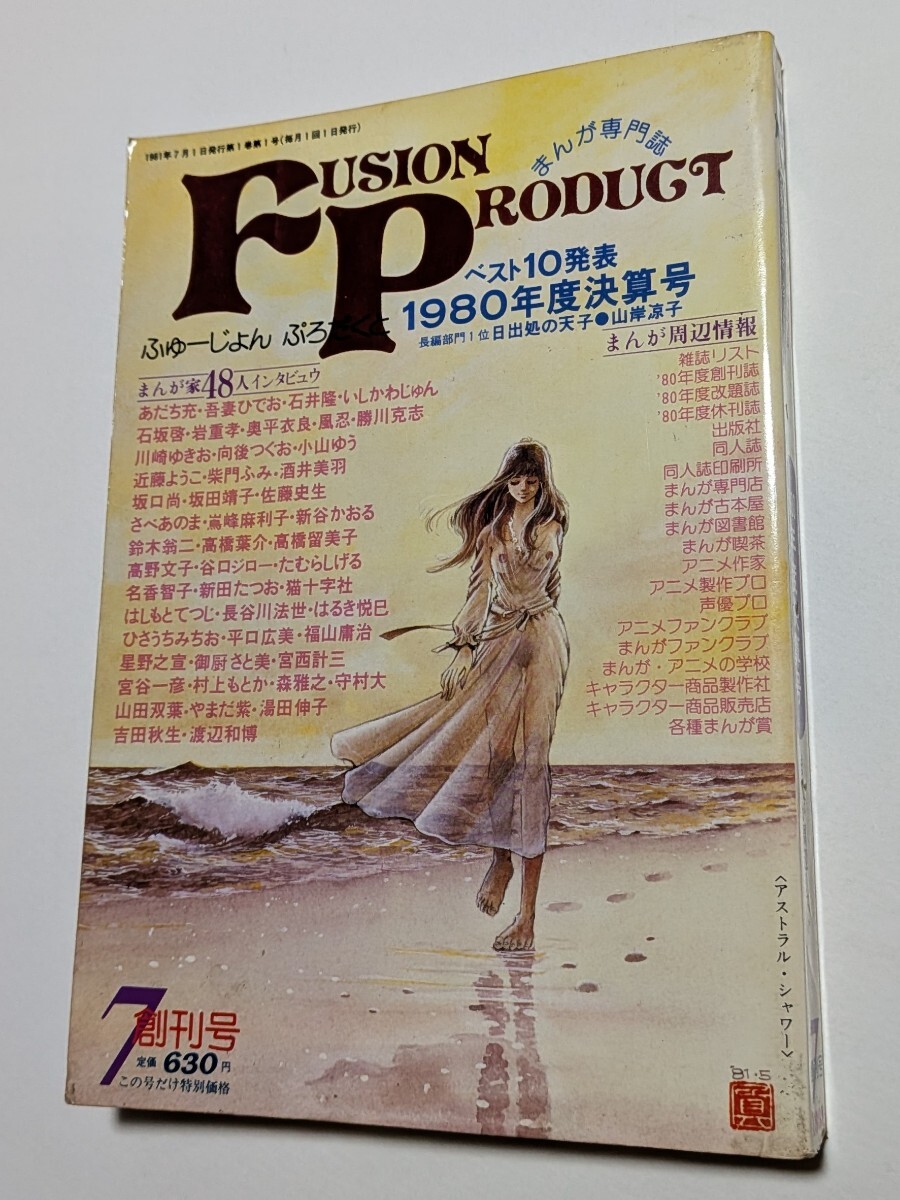 1981年7月1日発行第1巻第1号(毎月1回1日発行)
まんが専門誌
FUSION PRODUCT
ふゅーじょん ぷろだくと
ベスト10発表
1980年度決算号
長編部門1位日出処の天子●山岸凉子
まんが家48人インタビュウ
あだち充・吾妻ひでお・石井隆・いしかわじゅん
石坂啓・岩重孝・奥平衣良・風忍・勝川克志
川崎ゆきお・向後つぐお・小山ゆう
近藤ようこ・柴門ふみ・酒井美羽
坂口尚・坂田靖子・佐藤史生
さべあのま・嶌峰麻利子・新谷かおる
鈴木翁二・高橋葉介・高橋留美子
高野文子・谷口ジロー・たむらしげる
名香智子・新田たつお・猫十字社
はしもとてつじ・長谷川法世・はるき悦巳
ひさうちみちお・平口広美・福山庸治
星野之宣・御厨さと美・宮西計三
宮谷一彦・村上もとか・森雅之・守村大
山田双葉・やまだ紫・湯田伸子
吉田秋生・渡辺和博
まんが周辺情報
雑誌リスト
'80年度創刊誌
'80年度改題誌
'80年度休刊誌
出版社
同人誌
同人誌印刷所
まんが専門店
まんが古本屋
まんが図書館
まんが喫茶
アニメ作家
アニメ製作プロ
声優プロ
アニメファンクラブ
まんがファンクラブ
まんが・アニメの学校
キャラクター商品製作社
キャラクター商品販売店
各種まんが賞
〈アストラル・シャワー〉
7創刊号
定価630円
この号だけ特別価格
'81・5